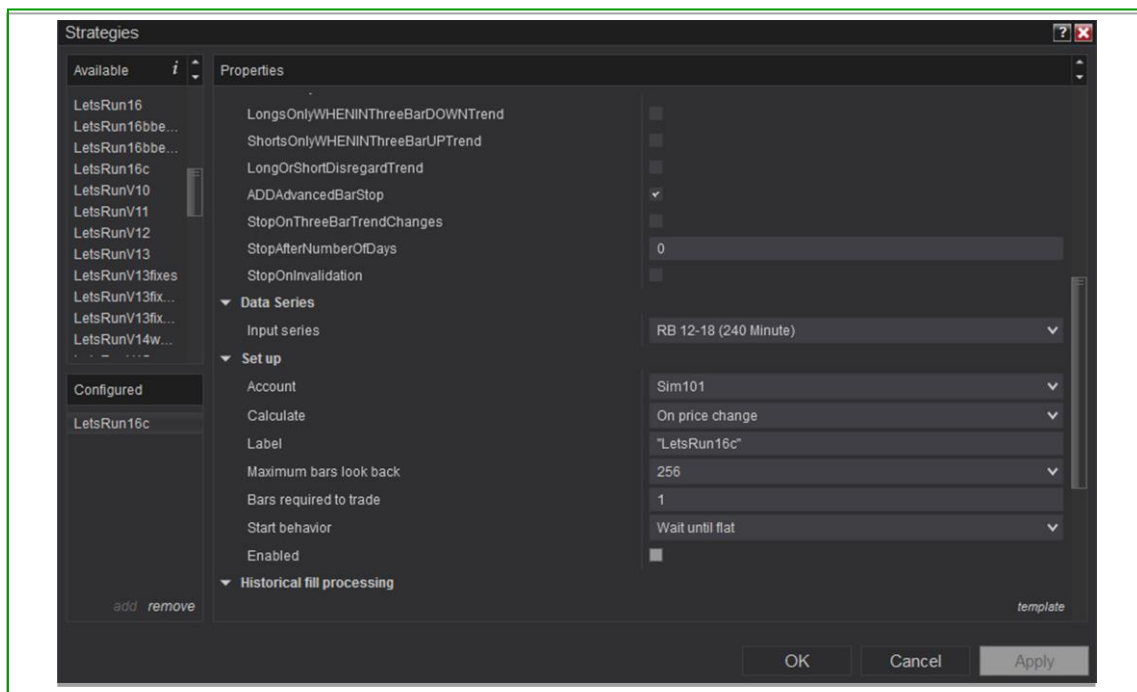 Strategies
Available i
Properties
LetsRun16
LetsRun16bbe...
LetsRun16bbe...
LetsRun16c
LetsRunV10
LetsRunV11
LetsRunV12
LetsRunV13
LetsRunV13fixes
LetsRunV13fix...
LetsRunV13fix...
LetsRunV14w...
Configured
LetsRun16c
add remove
LongsOnlyWHENINThreeBarDOWNTrend
ShortsOnlyWHENINThreeBarUPTrend
LongOrShortDisregardTrend
ADDAdvancedBarStop
StopOnThreeBarTrendChanges
StopAfterNumberOfDays 0
StopOnInvalidation
Data Series
Input series RB 12-18 (240 Minute)
Set up
Account Sim101
Calculate On price change
Label "LetsRun16c"
Maximum bars look back 256
Bars required to trade 1
Start behavior Wait until flat
Enabled
Historical fill processing
template
OK Cancel Apply